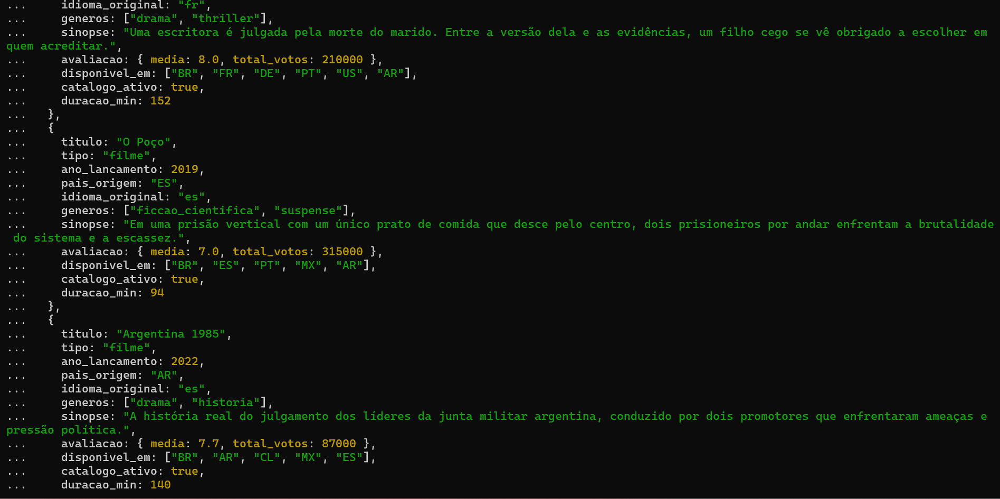 ...     idioma_original: "fr",
...     generos: ["drama", "thriller"],
...     sinopse: "Uma escritora é julgada pela morte do marido. Entre a versão dela e as evidências, um filho cego se vê obrigado a escolher em
quem acreditar.",
...     avaliacao: { media: 8.0, total_votos: 210000 },
...     disponivel_em: ["BR", "FR", "DE", "PT", "US", "AR"],
...     catalogo_ativo: true,
...     duracao_min: 152
...   },
...   {
...     titulo: "O Poço",
...     tipo: "filme",
...     ano_lancamento: 2019,
...     pais_origem: "ES",
...     idioma_original: "es",
...     generos: ["ficcao_cientifica", "suspense"],
...     sinopse: "Em uma prisão vertical com um único prato de comida que desce pelo centro, dois prisioneiros por andar enfrentam a brutalidade
 do sistema e a escassez.",
...     avaliacao: { media: 7.0, total_votos: 315000 },
...     disponivel_em: ["BR", "ES", "PT", "MX", "AR"],
...     catalogo_ativo: true,
...     duracao_min: 94
...   },
...   {
...     titulo: "Argentina 1985",
...     tipo: "filme",
...     ano_lancamento: 2022,
...     pais_origem: "AR",
...     idioma_original: "es",
...     generos: ["drama", "historia"],
...     sinopse: "A história real do julgamento dos líderes da junta militar argentina, conduzido por dois promotores que enfrentaram ameaças e
pressão política.",
...     avaliacao: { media: 7.7, total_votos: 87000 },
...     disponivel_em: ["BR", "AR", "CL", "MX", "ES"],
...     catalogo_ativo: true,
...     duracao_min: 140